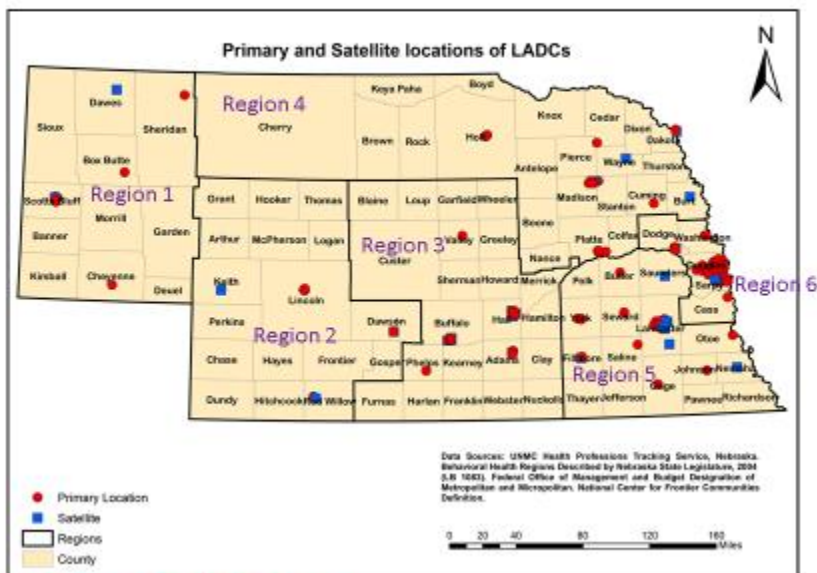 Primary and Satellite locations of LADCs
N
Region 4
Keya Paha
Boyd
Dawes
Sioux
Sheridan
Cherry
Brown
Rock
Holt
Knox
Cedar
Dixon
Dakota
Pierce
Wayne
Thurston
Antelope
Box Butte
Region 1
Scotts Bluff
Morrill
Banner
Garden
Kimball
Cheyenne
Deuel
Grant
Hooker
Thomas
Blaine
Loup
Garfield
Wheeler
Madison
Stanton
Cuming
Burt
Boone
Arthur
McPherson
Logan
Region 3
Custer
Valley
Greeley
Nance
Platte
Colfax
Dodge
Washington
Keith
Lincoln
Sherman
Howard
Merrick
Polk
Butler
Saunders
Sarpy
Region 6
Cass
Perkins
Region 2
Dawson
Buffalo
Hall
Hamilton
York
Seward
Lancaster
Otoe
Chase
Hayes
Frontier
Gosper
Phelps
Kearney
Adams
Clay
Fillmore
Saline
Region 5
Gage
Johnson
Nemaha
Dundy
Hitchcock
Red Willow
Furnas
Harlan
Franklin
Webster
Nuckolls
Thayer
Jefferson
Pawnee
Richardson
Data Sources: UNMC Health Professions Tracking Service, Nebraska.
Behavioral Health Regions Described by Nebraska State Legislature, 2004
(LB 1083). Federal Office of Management and Budget Designation of
Metropolitan and Micropolitan. National Center for Frontier Communities
Definition.
Primary Location
Satellite
Regions
County
0 20 40 80 120 160
Miles